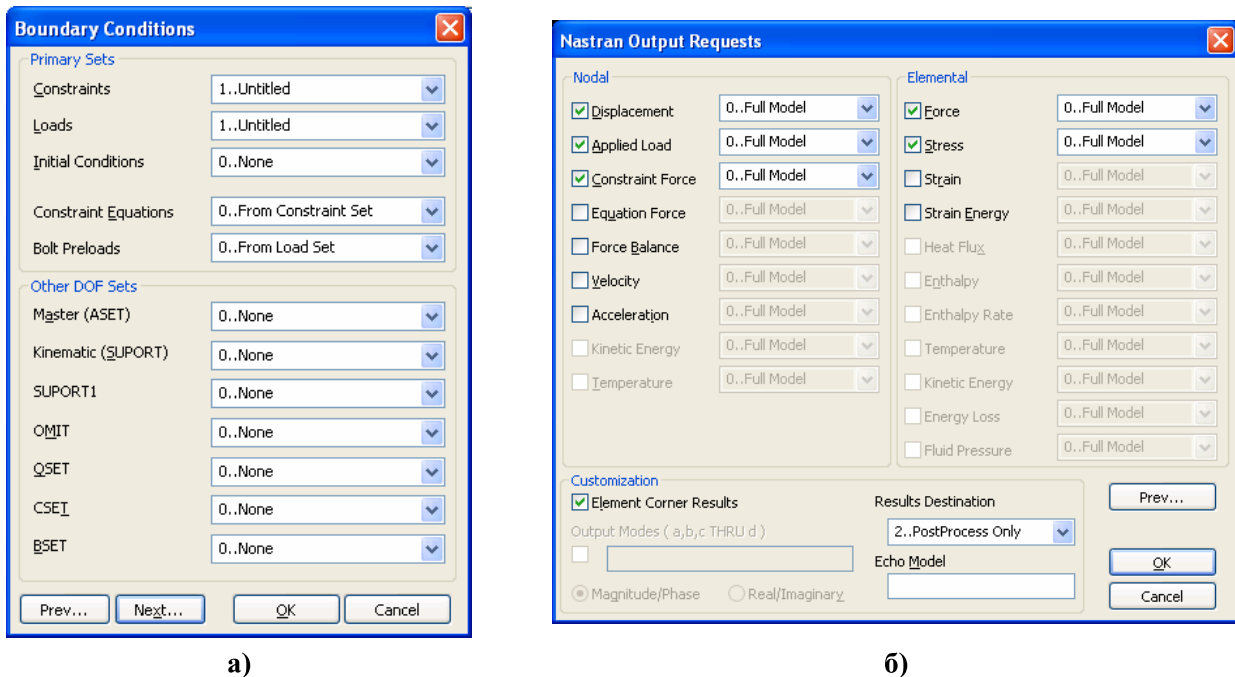 Boundary Conditions
Primary Sets
Constraints 1..Untitled
Loads 1..Untitled
Initial Conditions 0..None
Constraint Equations 0..From Constraint Set
Bolt Preloads 0..From Load Set
Other DOF Sets
Master (ASET) 0..None
Kinematic (SUPORT) 0..None
SUPORT1 0..None
OMIT 0..None
QSET 0..None
CSET 0..None
BSET 0..None
Prev... Next... OK Cancel
а)
Nastran Output Requests
Nodal
Displacement 0..Full Model
Applied Load 0..Full Model
Constraint Force 0..Full Model
Equation Force 0..Full Model
Force Balance 0..Full Model
Velocity 0..Full Model
Acceleration 0..Full Model
Kinetic Energy 0..Full Model
Temperature 0..Full Model
Elemental
Force 0..Full Model
Stress 0..Full Model
Strain 0..Full Model
Strain Energy 0..Full Model
Heat Flux 0..Full Model
Enthalpy 0..Full Model
Enthalpy Rate 0..Full Model
Temperature 0..Full Model
Kinetic Energy 0..Full Model
Energy Loss 0..Full Model
Fluid Pressure 0..Full Model
Customization
Element Corner Results
Output Modes ( a,b,c THRU d )
Magnitude/Phase Real/Imaginary
Results Destination
2..PostProcess Only
Echo Model
Prev...
OK
Cancel
б)